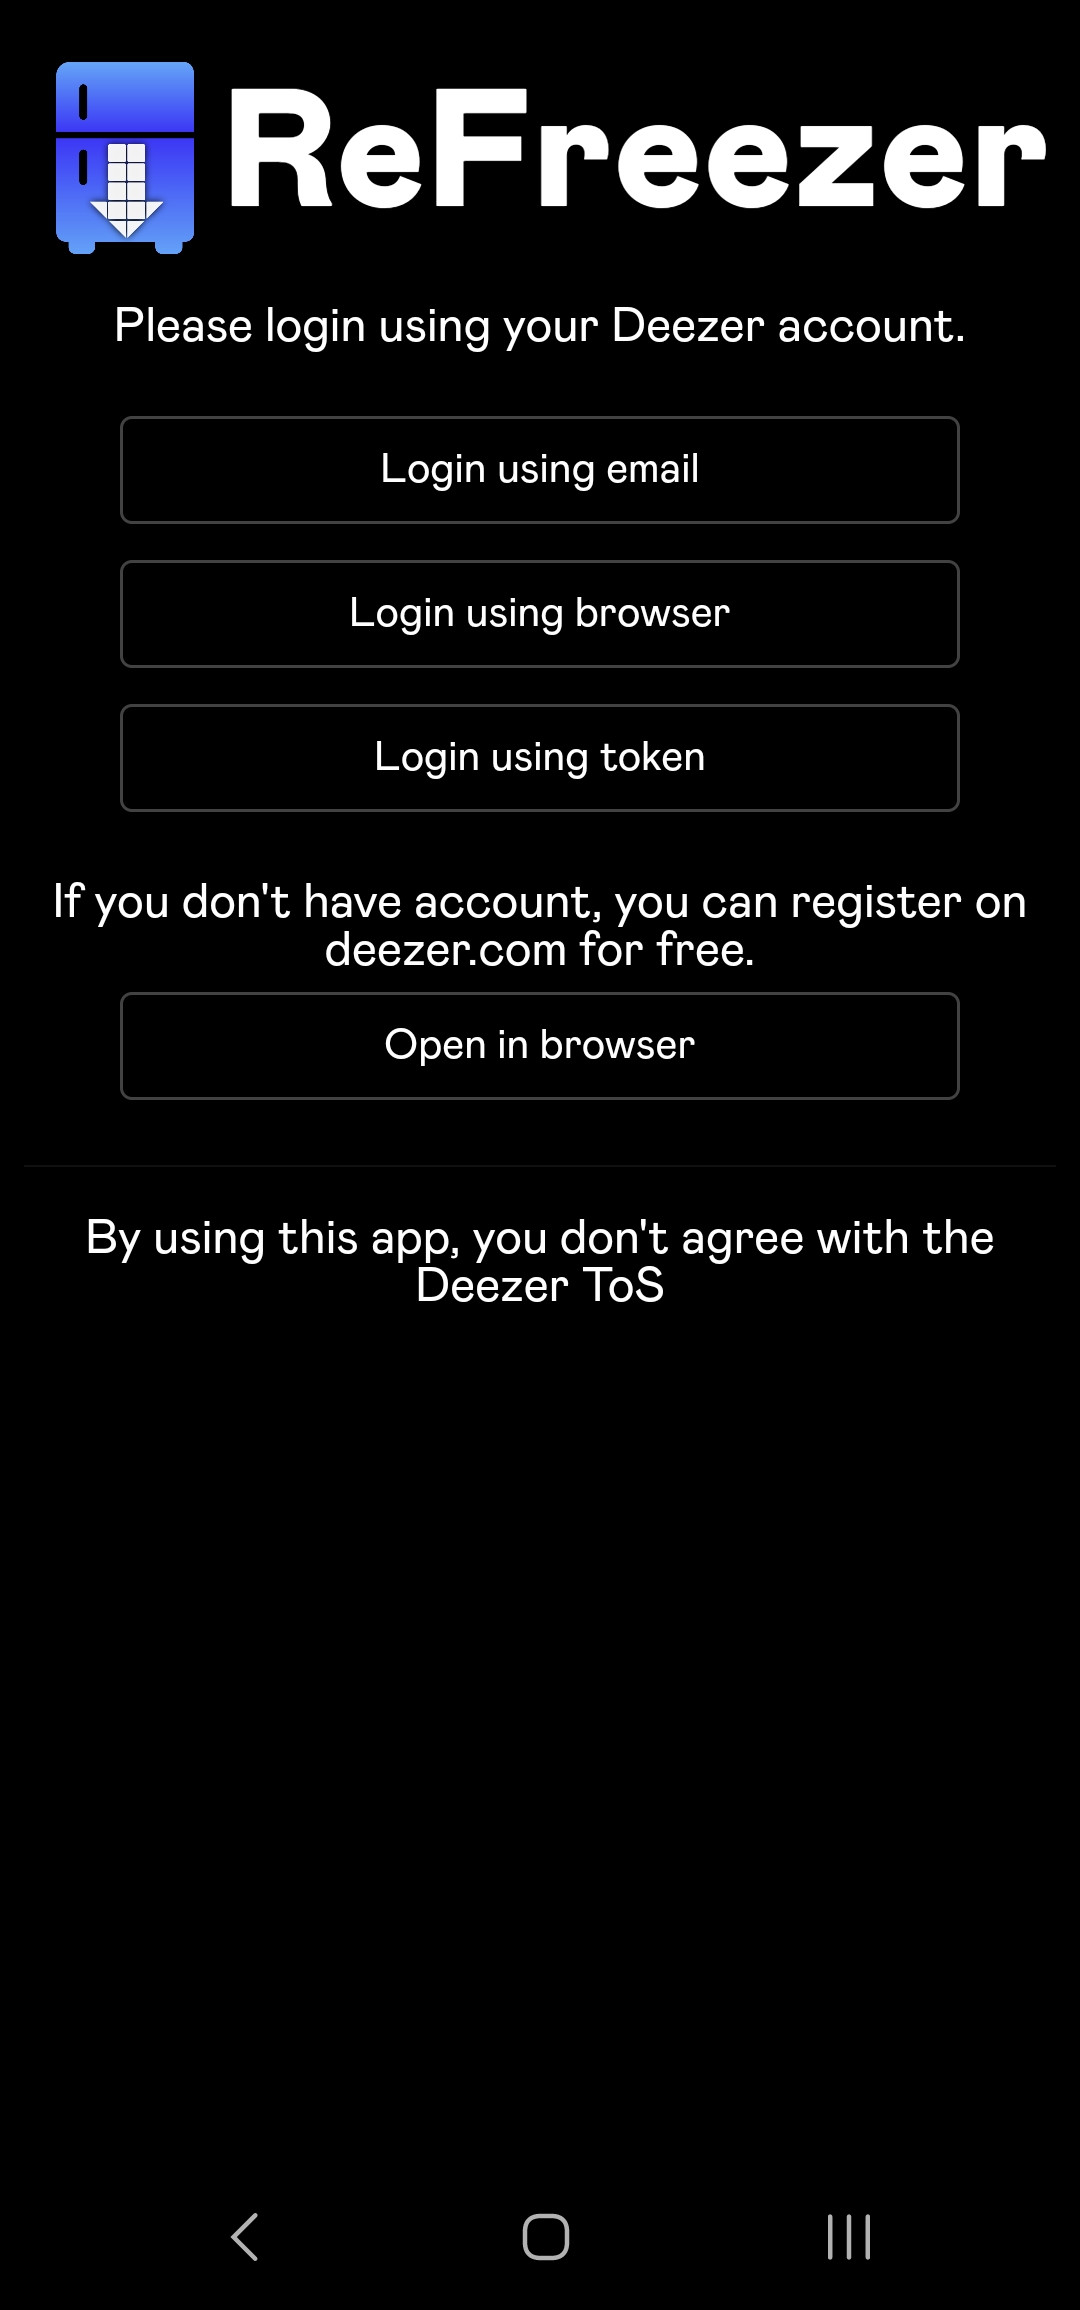 ReFreezer
Please login using your Deezer account.
Login using email
Login using browser
Login using token
If you don't have account, you can register on
deezer.com for free.
Open in browser
By using this app, you don't agree with the
Deezer ToS